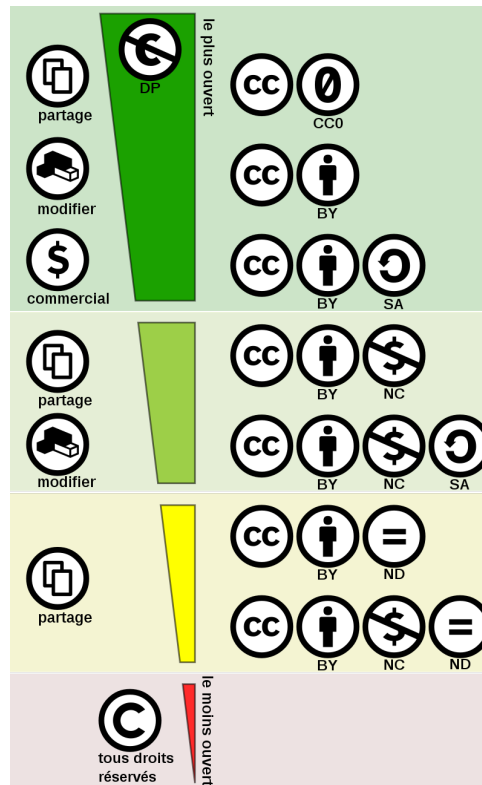 le plus ouvert
DP
partage
cc 0
CC0
modifier
cc
BY
$
commercial
cc
BY SA
partage
cc $
BY NC
modifier
cc $
BY NC SA
cc =
BY ND
partage
cc $ =
BY NC ND
le moins ouvert
C
tous droits
réservés